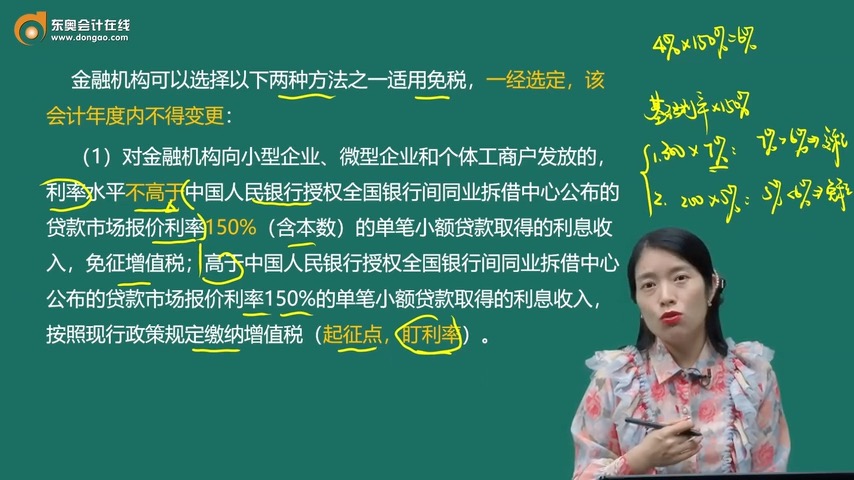 东奥会计在线
www.dongao.com
金融机构可以选择以下两种方法之一适用免税，一经选定，该
会计年度内不得变更：
（1）对金融机构向小型企业、微型企业和个体工商户发放的，
利率水平不高于中国人民银行授权全国银行间同业拆借中心公布的
贷款市场报价利率150%（含本数）的单笔小额贷款取得的利息收
入，免征增值税；高于中国人民银行授权全国银行间同业拆借中心
公布的贷款市场报价利率150%的单笔小额贷款取得的利息收入，
按照现行政策规定缴纳增值税（起征点，盯利率）。
4%×150%=6%
利率×150%
1.300×7%：7%>6%⇒
2. 200×5%：5%<6%⇒